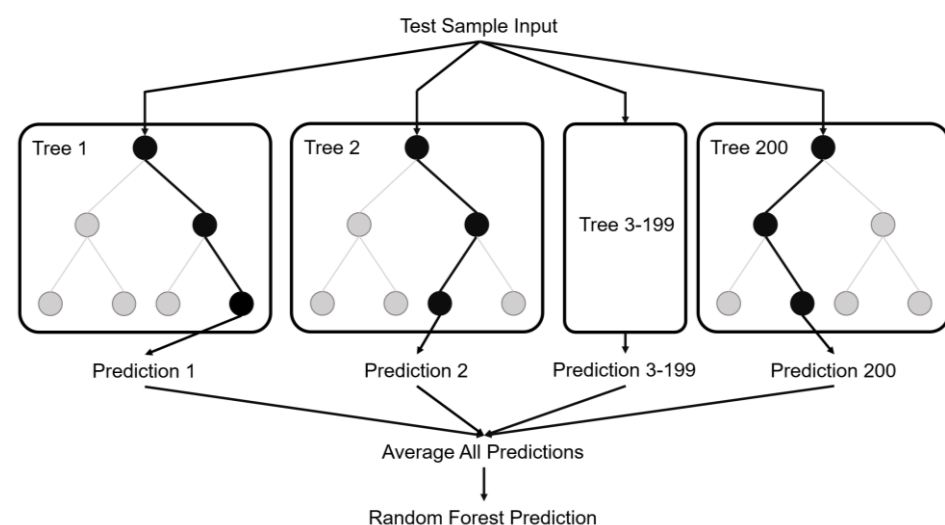 Test Sample Input
Tree 1
Tree 2
Tree 3-199
Tree 200
Prediction 1
Prediction 2
Prediction 3-199
Prediction 200
Average All Predictions
Random Forest Prediction